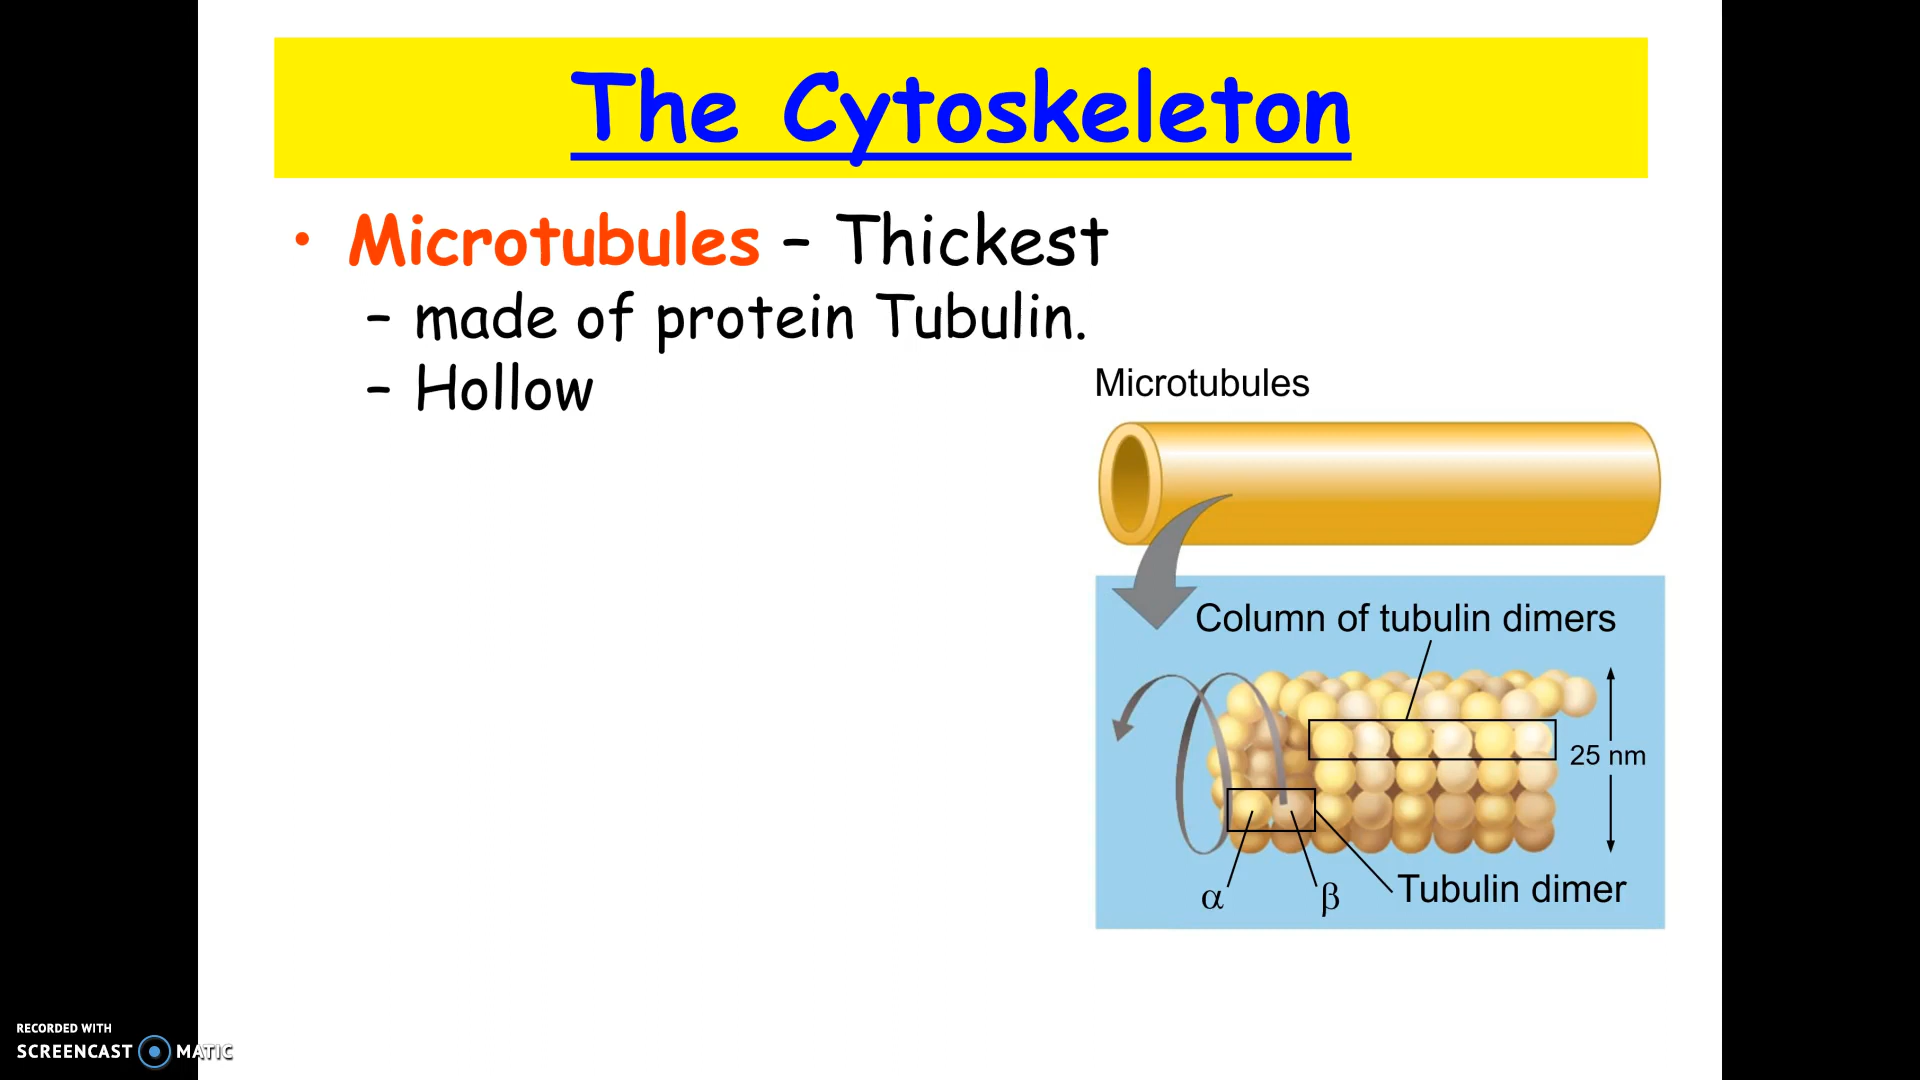 The Cytoskeleton
• Microtubules – Thickest
– made of protein Tubulin.
– Hollow
Microtubules
Column of tubulin dimers
25 nm
α
β
Tubulin dimer
RECORDED WITH
SCREENCAST MATIC